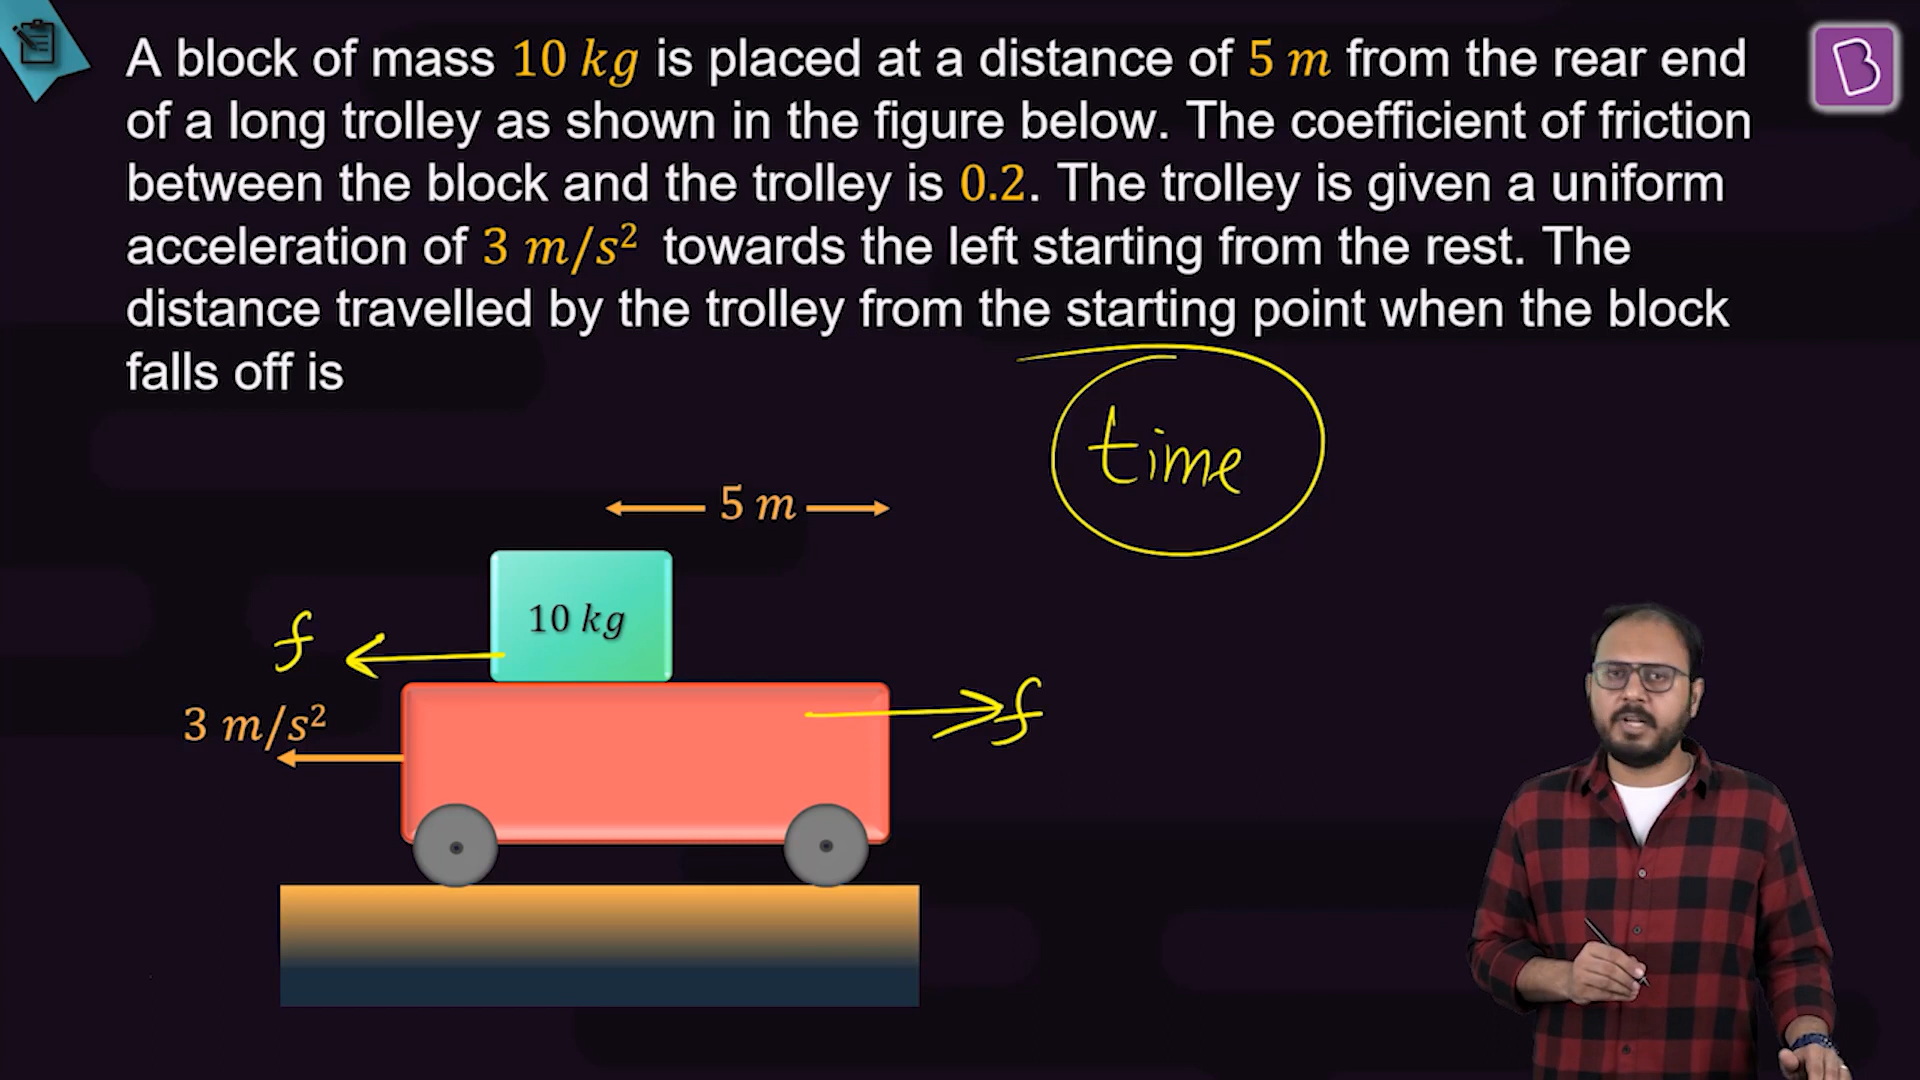 A block of mass 10 kg is placed at a distance of 5 m from the rear end
of a long trolley as shown in the figure below. The coefficient of friction
between the block and the trolley is 0.2. The trolley is given a uniform
acceleration of 3 m/s² towards the left starting from the rest. The
distance travelled by the trolley from the starting point when the block
falls off is
time
5 m
10 kg
f
3 m/s²
f
B